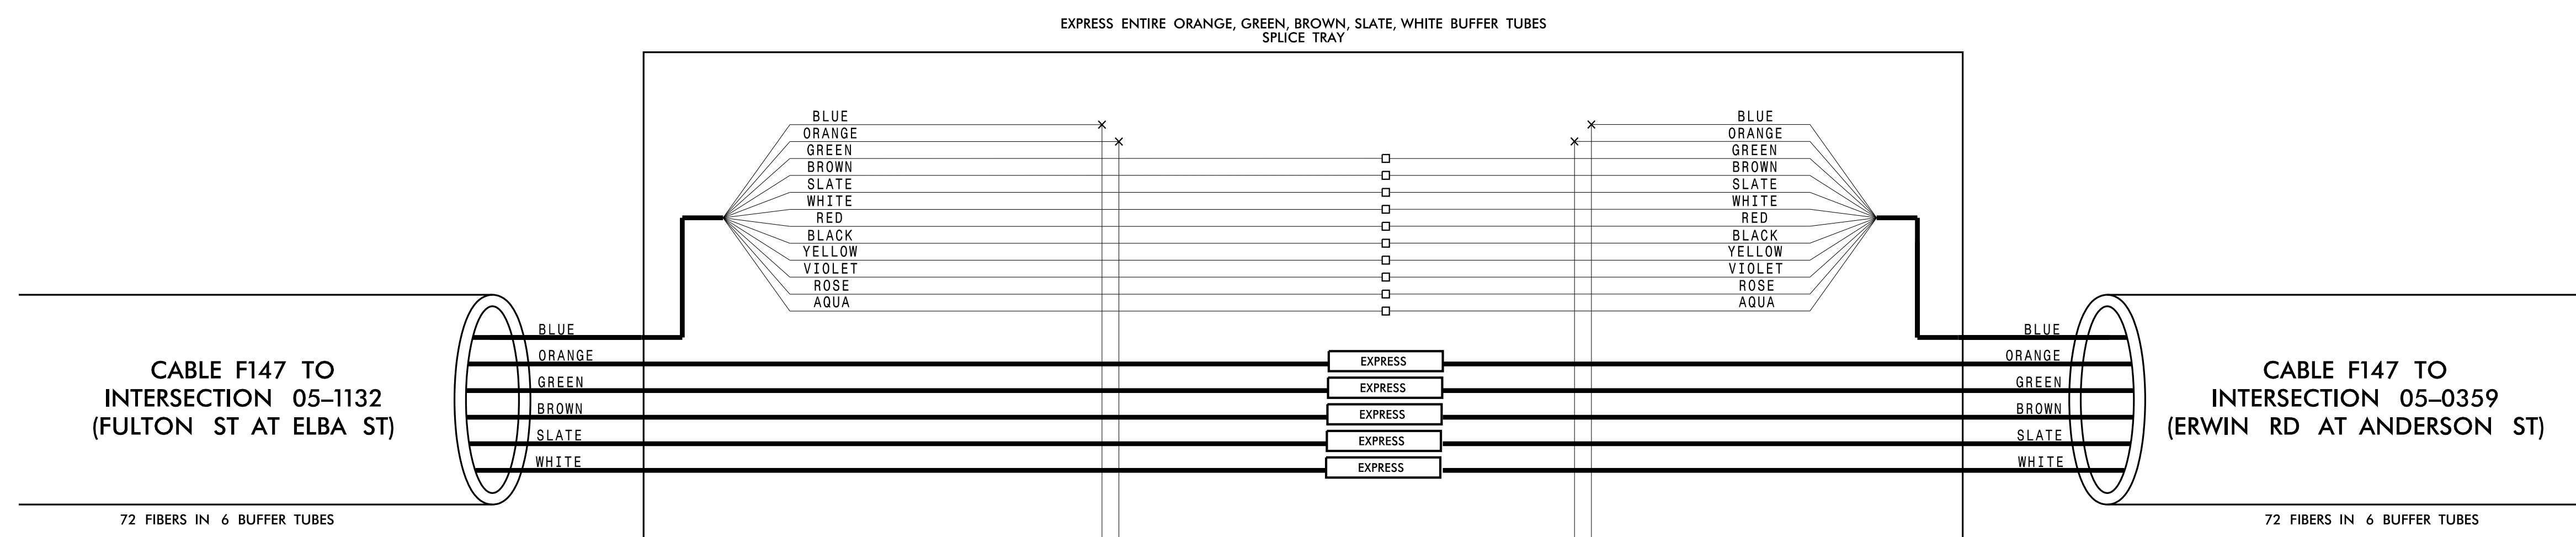 EXPRESS ENTIRE ORANGE, GREEN, BROWN, SLATE, WHITE BUFFER TUBES
SPLICE TRAY
BLUE BLUE
ORANGE ORANGE
GREEN GREEN
BROWN BROWN
SLATE SLATE
WHITE WHITE
RED RED
BLACK BLACK
YELLOW YELLOW
VIOLET VIOLET
ROSE ROSE
AQUA AQUA
CABLE F147 TO
INTERSECTION 05–1132
(FULTON ST AT ELBA ST)
72 FIBERS IN 6 BUFFER TUBES
BLUE BLUE
ORANGE EXPRESS ORANGE
GREEN EXPRESS GREEN
BROWN EXPRESS BROWN
SLATE EXPRESS SLATE
WHITE EXPRESS WHITE
CABLE F147 TO
INTERSECTION 05–0359
(ERWIN RD AT ANDERSON ST)
72 FIBERS IN 6 BUFFER TUBES